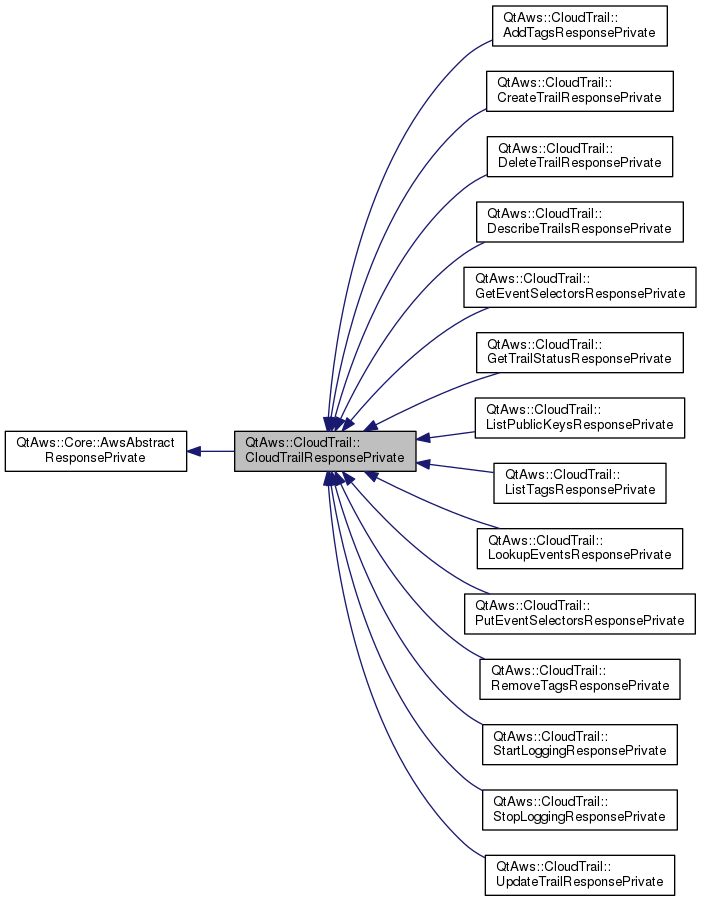 QtAws::Core::AwsAbstract
ResponsePrivate
QtAws::CloudTrail::
CloudTrailResponsePrivate
QtAws::CloudTrail::
AddTagsResponsePrivate
QtAws::CloudTrail::
CreateTrailResponsePrivate
QtAws::CloudTrail::
DeleteTrailResponsePrivate
QtAws::CloudTrail::
DescribeTrailsResponsePrivate
QtAws::CloudTrail::
GetEventSelectorsResponsePrivate
QtAws::CloudTrail::
GetTrailStatusResponsePrivate
QtAws::CloudTrail::
ListPublicKeysResponsePrivate
QtAws::CloudTrail::
ListTagsResponsePrivate
QtAws::CloudTrail::
LookupEventsResponsePrivate
QtAws::CloudTrail::
PutEventSelectorsResponsePrivate
QtAws::CloudTrail::
RemoveTagsResponsePrivate
QtAws::CloudTrail::
StartLoggingResponsePrivate
QtAws::CloudTrail::
StopLoggingResponsePrivate
QtAws::CloudTrail::
UpdateTrailResponsePrivate